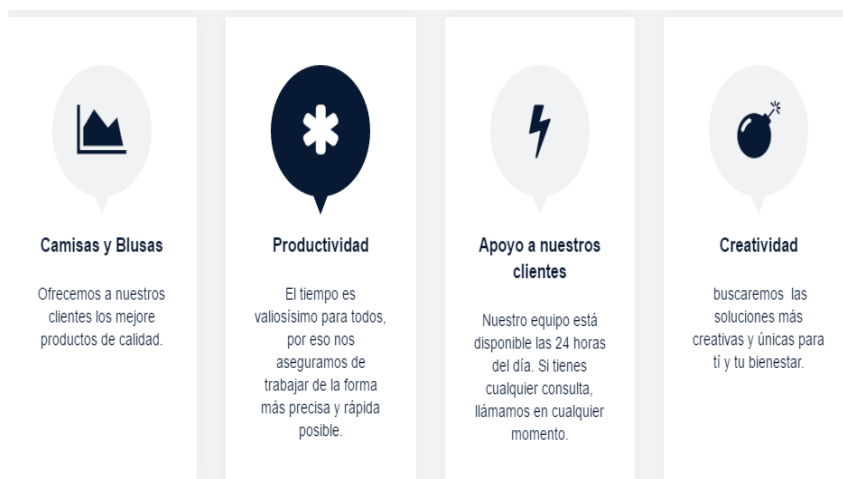 Camisas y Blusas
Ofrecemos a nuestros
clientes los mejore
productos de calidad.
Productividad
El tiempo es
valiosísimo para todos,
por eso nos
aseguramos de
trabajar de la forma
más precisa y rápida
posible.
Apoyo a nuestros
clientes
Nuestro equipo está
disponible las 24 horas
del día. Si tienes
cualquier consulta,
llámamos en cualquier
momento.
Creatividad
buscaremos las
soluciones más
creativas y únicas para
tí y tu bienestar.